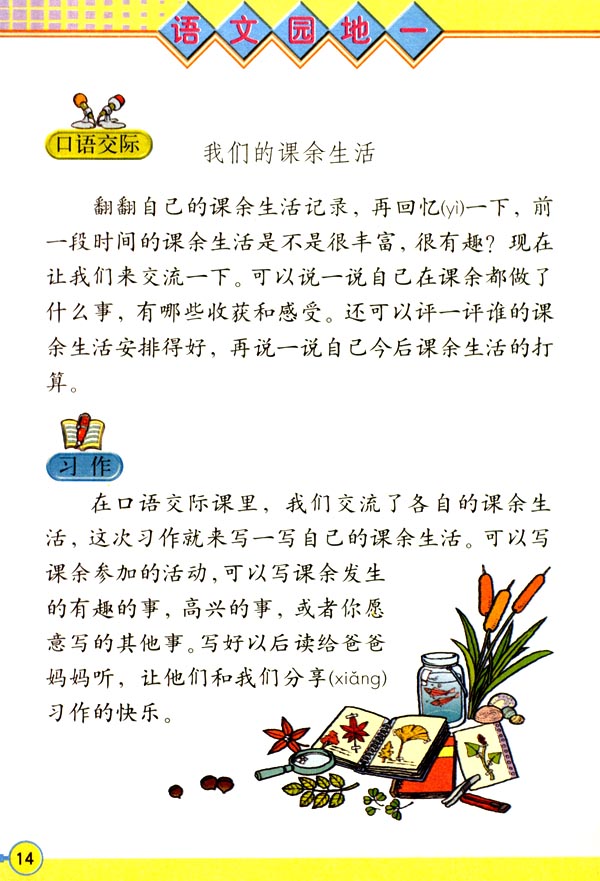 语文园地一
口语交际
我们的课余生活
翻翻自己的课余生活记录，再回忆(yì)一下，前
一段时间的课余生活是不是很丰富，很有趣？现在
让我们来交流一下。可以说一说自己在课余都做了
什么事，有哪些收获和感受。还可以评一评谁的课
余生活安排得好，再说一说自己今后课余生活的打
算。
习作
在口语交际课里，我们交流了各自的课余生
活，这次习作就来写一写自己的课余生活。可以写
课余参加的活动，可以写课余发生
的有趣的事，高兴的事，或者你愿
意写的其他事。写好以后读给爸爸
妈妈听，让他们和我们分享(xiǎng)
习作的快乐。
14